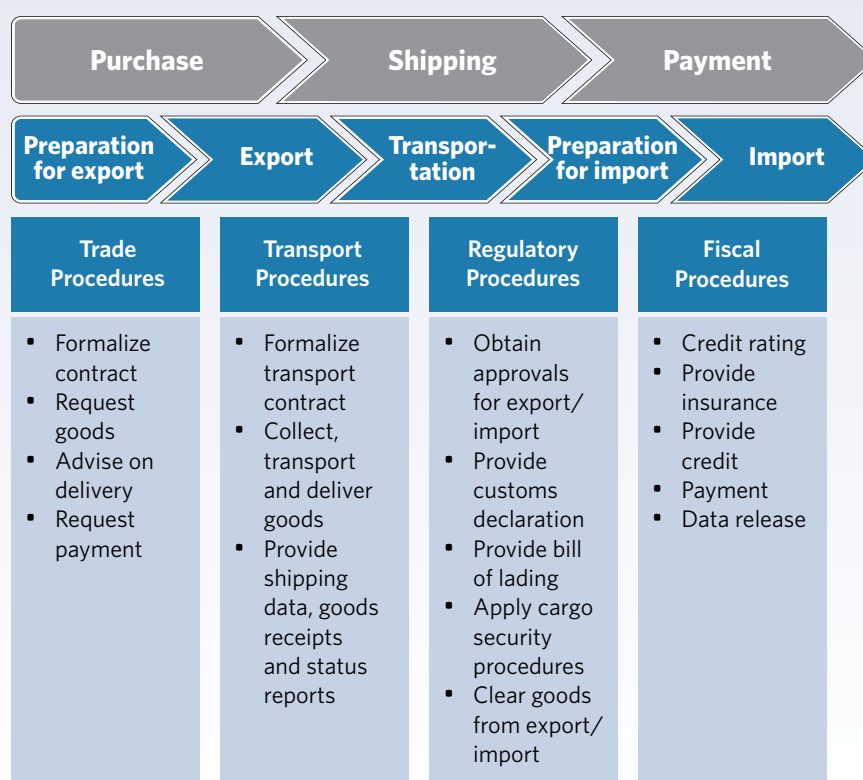 Purchase
Shipping
Payment
Preparation
for export
Export
Transpor-
tation
Preparation
for import
Import
Trade
Procedures
▪ Formalize
contract
▪ Request
goods
▪ Advise on
delivery
▪ Request
payment
Transport
Procedures
▪ Formalize
transport
contract
▪ Collect,
transport
and deliver
goods
▪ Provide
shipping
data, goods
receipts
and status
reports
Regulatory
Procedures
▪ Obtain
approvals
for export/
import
▪ Provide
customs
declaration
▪ Provide bill
of lading
▪ Apply cargo
security
procedures
▪ Clear goods
from export/
import
Fiscal
Procedures
▪ Credit rating
▪ Provide
insurance
▪ Provide
credit
▪ Payment
▪ Data release